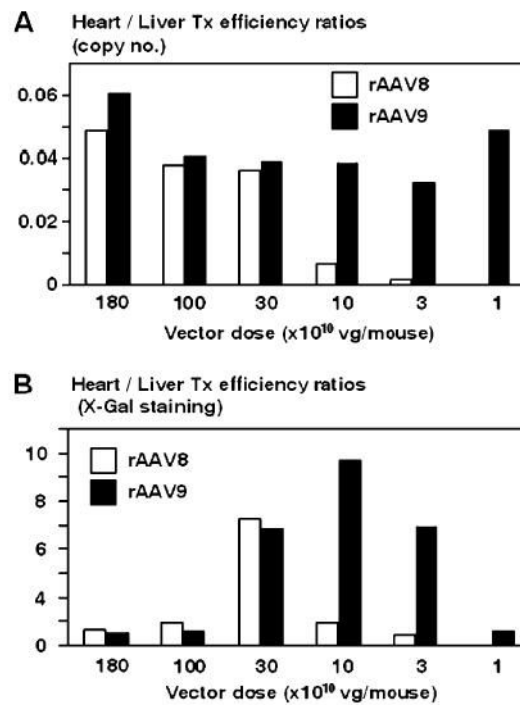 A Heart / Liver Tx efficiency ratios
(copy no.)
rAAV8
rAAV9
0.06
0.04
0.02
0
180 100 30 10 3 1
Vector dose (x10¹⁰ vg/mouse)
B Heart / Liver Tx efficiency ratios
(X-Gal staining)
rAAV8
rAAV9
10
8
6
4
2
0
180 100 30 10 3 1
Vector dose (x10¹⁰ vg/mouse)